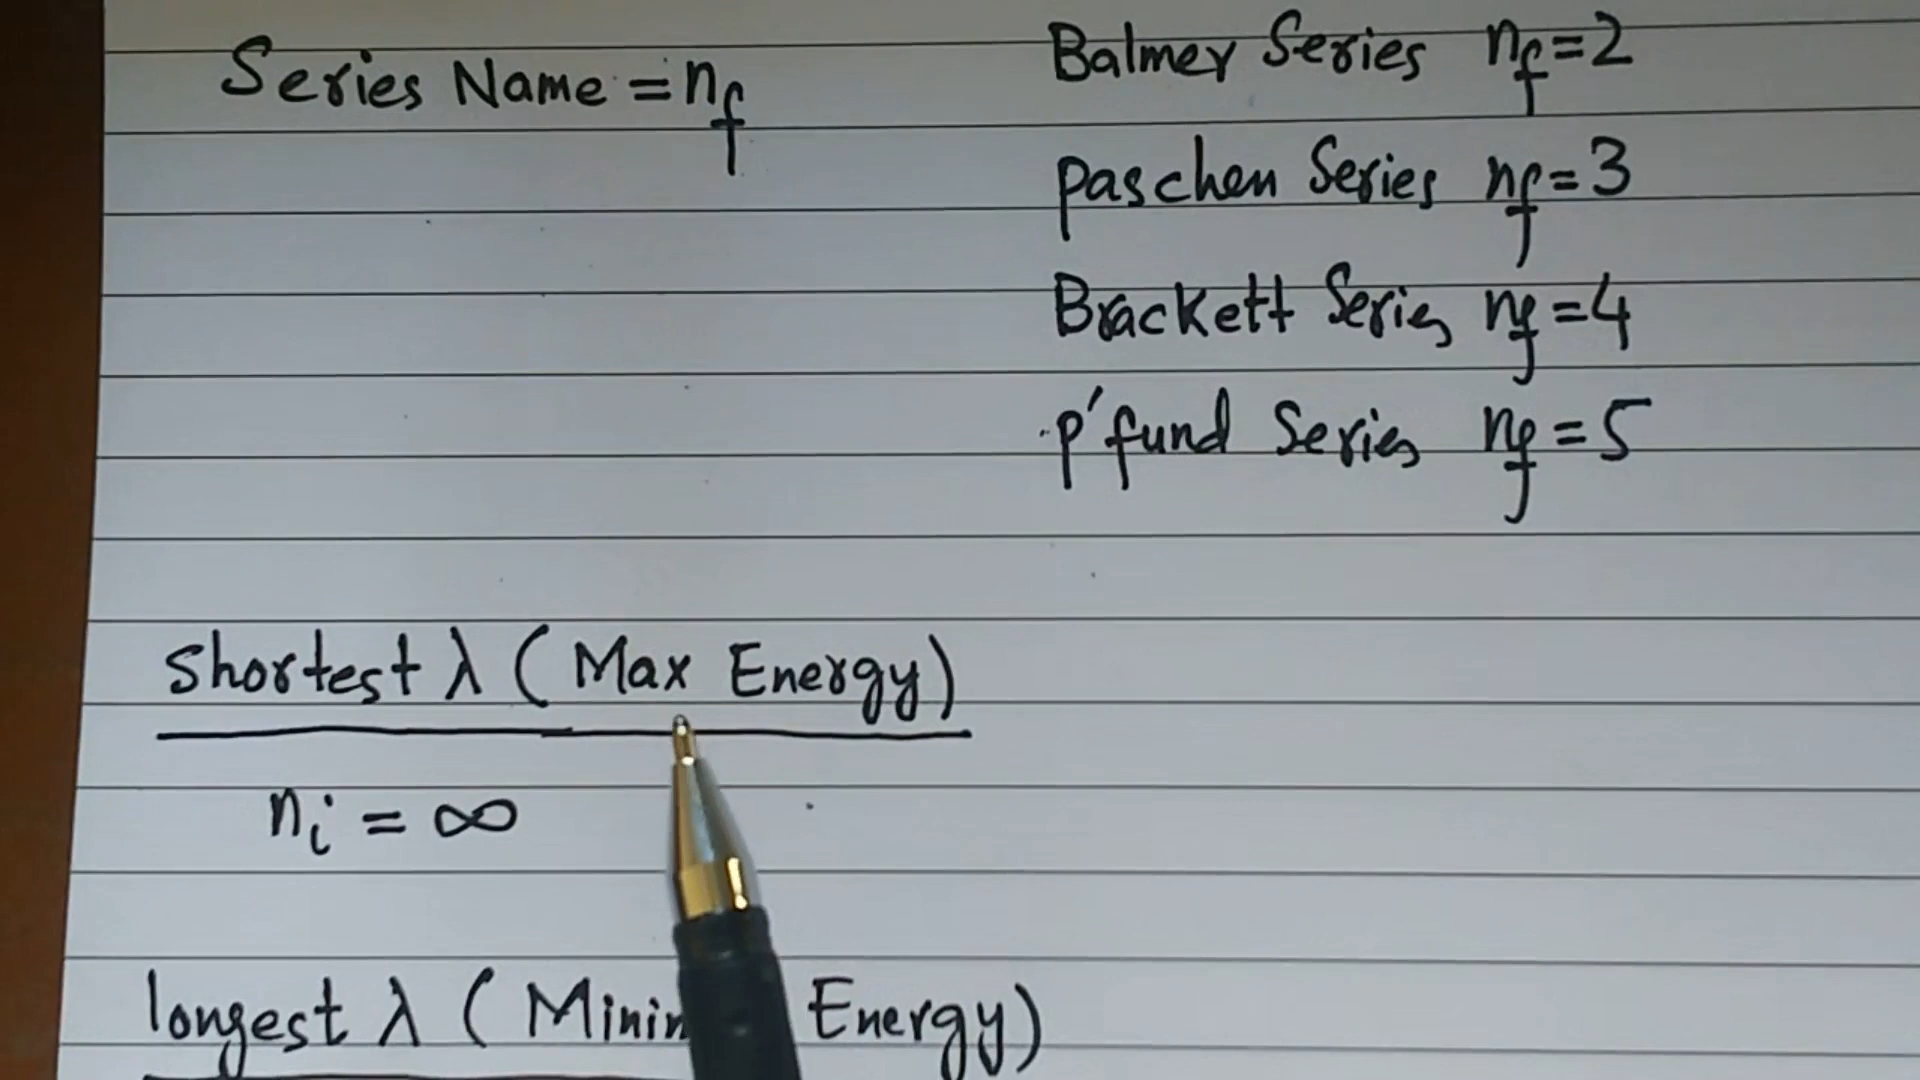 Series Name = nf
Balmer Series nf=2
Paschen Series nf=3
Brackett Series nf=4
p'fund Series nf=5
shortest λ ( Max Energy)
ni = ∞
longest λ ( Energy)